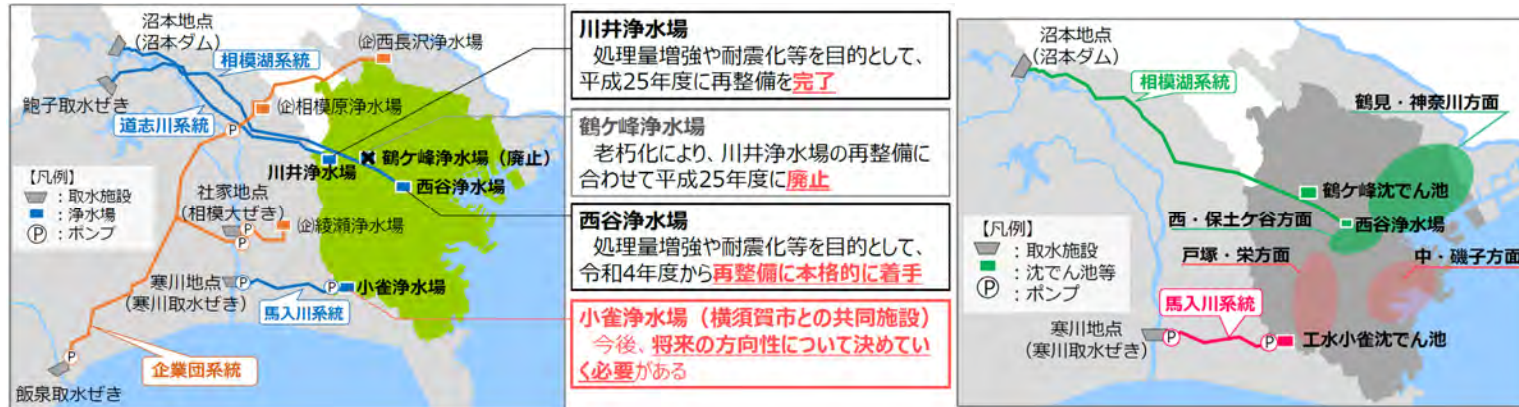 沼本地点
(沼本ダム)
㋽西長沢浄水場
相模湖系統
鮑子取水ぜき
㋽相模原浄水場
道志川系統
P
鶴ケ峰浄水場（廃止）
川井浄水場
西谷浄水場
【凡例】
：取水施設
：浄水場
Ⓟ：ポンプ
社家地点
(相模大ぜき)
㋽綾瀬浄水場
P
P
寒川地点
(寒川取水ぜき)
P
P
小雀浄水場
馬入川系統
P
企業団系統
飯泉取水ぜき
川井浄水場
処理量増強や耐震化等を目的として、
平成25年度に再整備を完了
鶴ケ峰浄水場
老朽化により、川井浄水場の再整備に
合わせて平成25年度に廃止
西谷浄水場
処理量増強や耐震化等を目的として、
令和4年度から再整備に本格的に着手
小雀浄水場（横須賀市との共同施設）
今後、将来の方向性について決めてい
く必要がある
沼本地点
(沼本ダム)
相模湖系統
鶴見・神奈川方面
鶴ケ峰沈でん池
西・保土ケ谷方面
西谷浄水場
【凡例】
：取水施設
：沈でん池等
Ⓟ：ポンプ
戸塚・栄方面
中・磯子方面
馬入川系統
寒川地点
(寒川取水ぜき)
P
P
工水小雀沈でん池